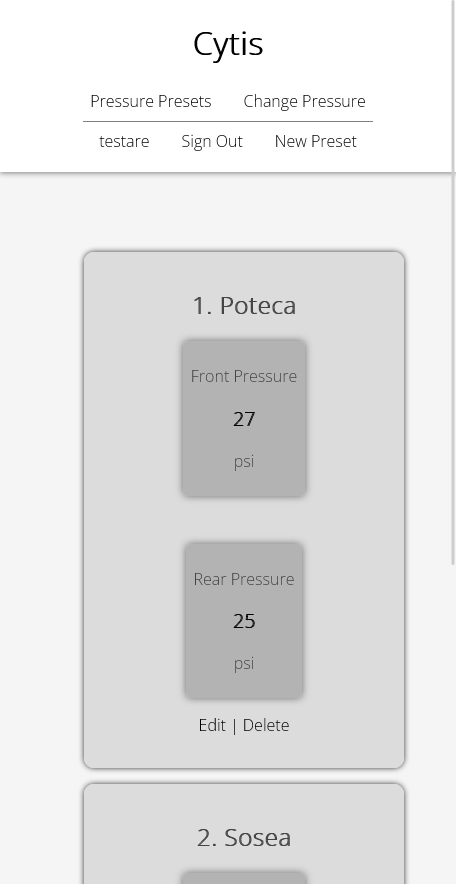 Cytis
Pressure Presets Change Pressure
testare Sign Out New Preset
1. Poteca
Front Pressure
27
psi
Rear Pressure
25
psi
Edit | Delete
2. Sosea